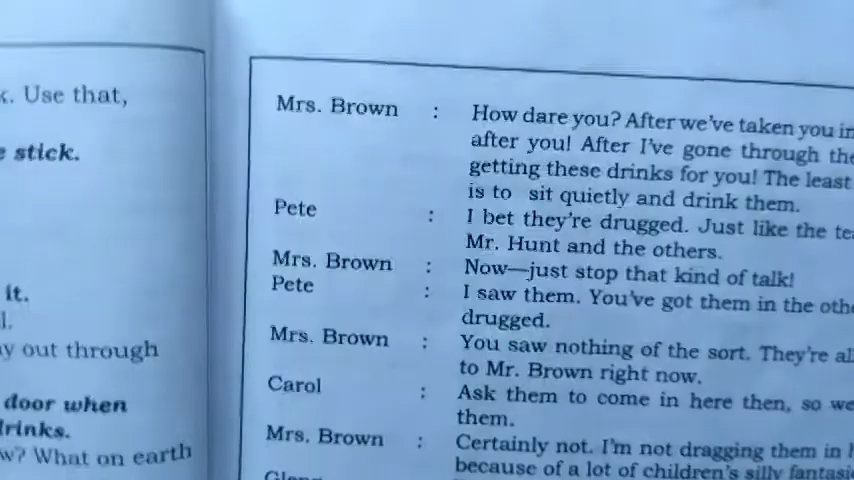 . Use that,
stick.
it.
out through
door when
drinks.
What on earth
Mrs. Brown : How dare you? After we've taken you in
after you! After I've gone through the
getting these drinks for you! The least
is to sit quietly and drink them.
Pete : I bet they're drugged. Just like the
Mr. Hunt and the others.
Mrs. Brown : Now—just stop that kind of talk!
Pete : I saw them. You've got them in the
drugged.
Mrs. Brown : You saw nothing of the sort. They're
to Mr. Brown right now.
Carol : Ask them to come in here then, so we
them.
Mrs. Brown : Certainly not. I'm not dragging them in
because of a lot of children's silly